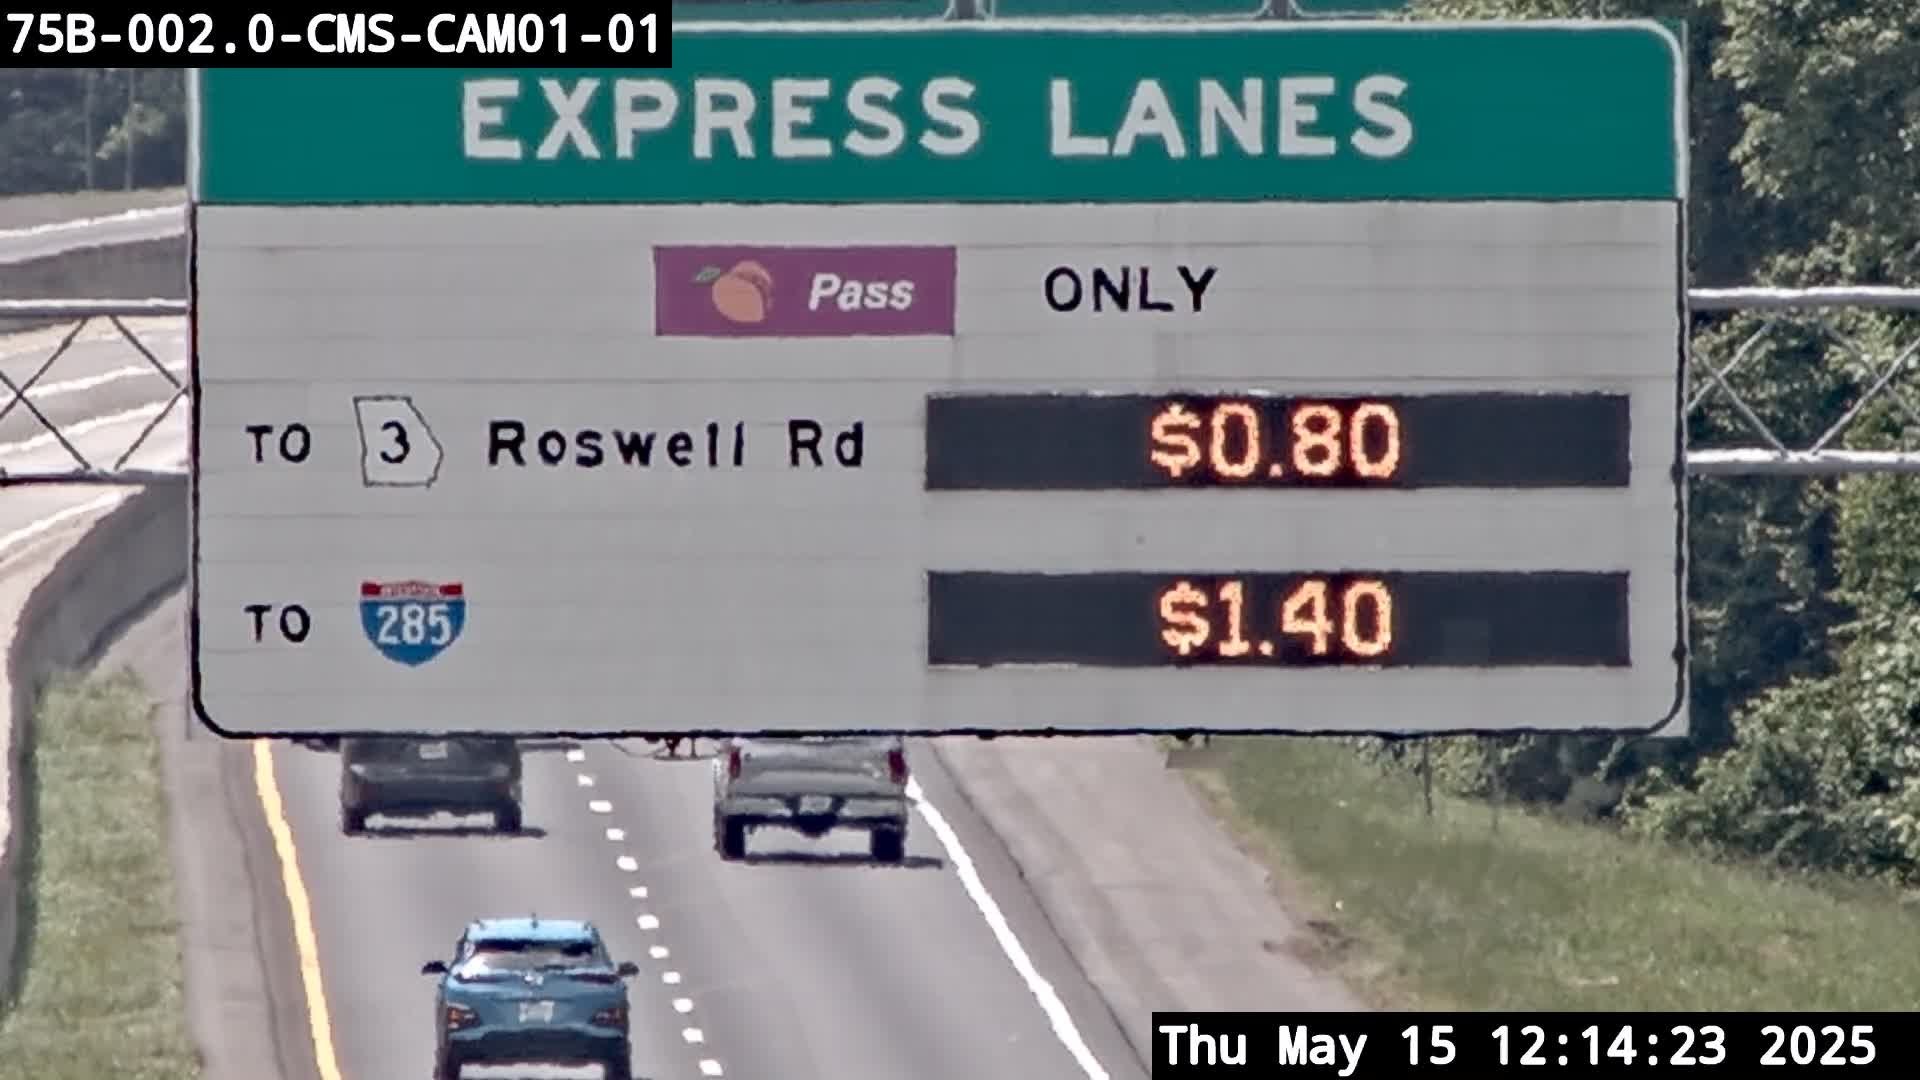 75B-002.0-CMS-CAM01-01
EXPRESS LANES
Pass ONLY
TO 3 Roswell Rd $0.80
INTERSTATE
TO 285 $1.40
Thu May 15 12:14:23 2025